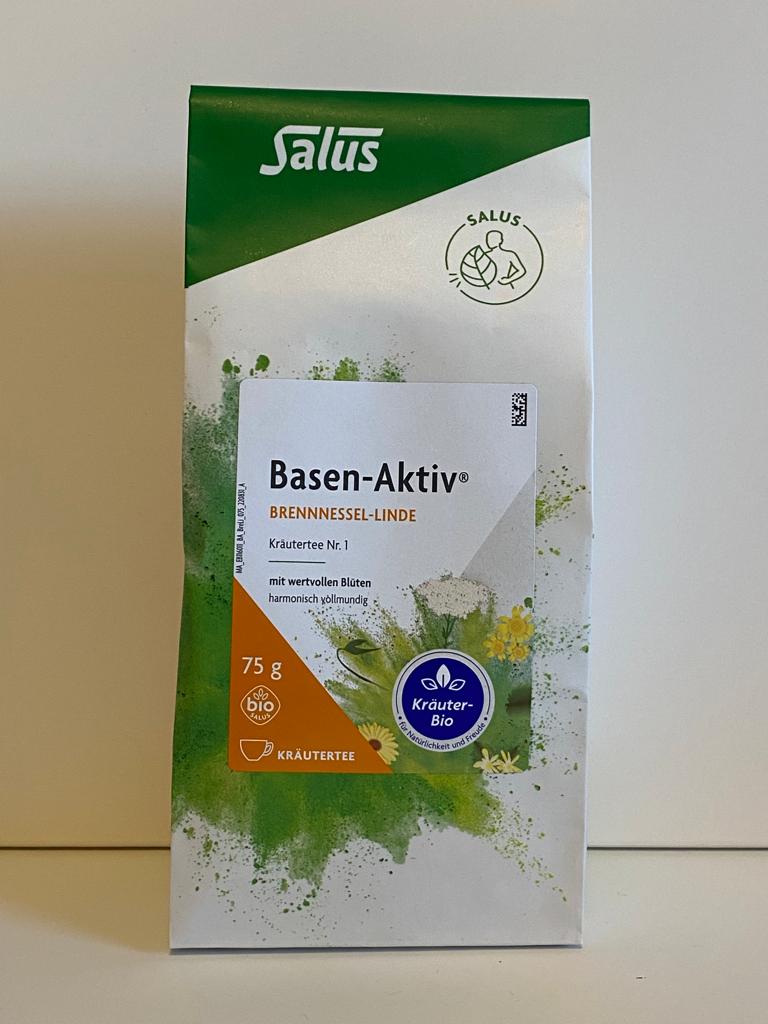 Salus
SALUS
Basen-Aktiv®
BRENNNESSEL-LINDE
Kräutertee Nr. 1
mit wertvollen Blüten
harmonisch vollmundig
75 g
bio
SALUS
KRÄUTERTEE
Kräuter-
Bio
• für Natürlichkeit und Freude •